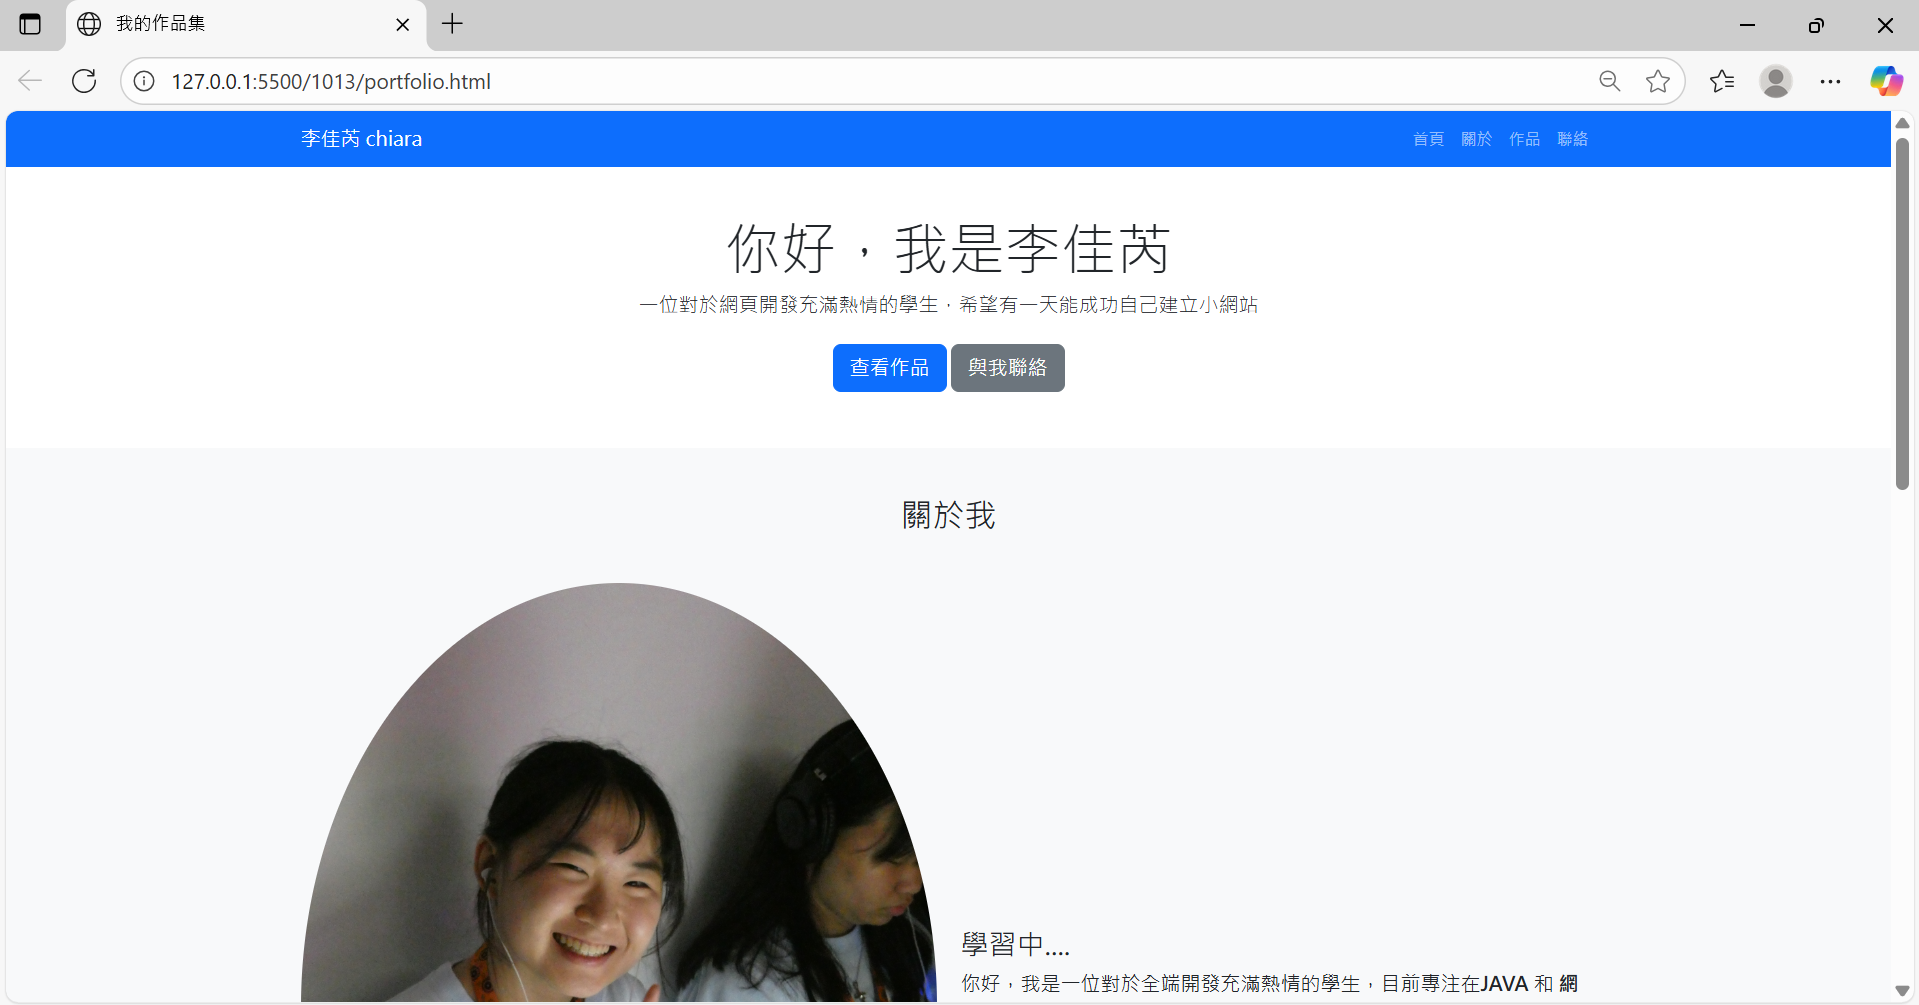 我的作品集
127.0.0.1:5500/1013/portfolio.html
李佳芮 chiara
首頁 關於 作品 聯絡
你好，我是李佳芮
一位對於網頁開發充滿熱情的學生，希望有一天能成功自己建立小網站
查看作品 與我聯絡
關於我
學習中....
你好，我是一位對於全端開發充滿熱情的學生，目前專注在JAVA 和 網